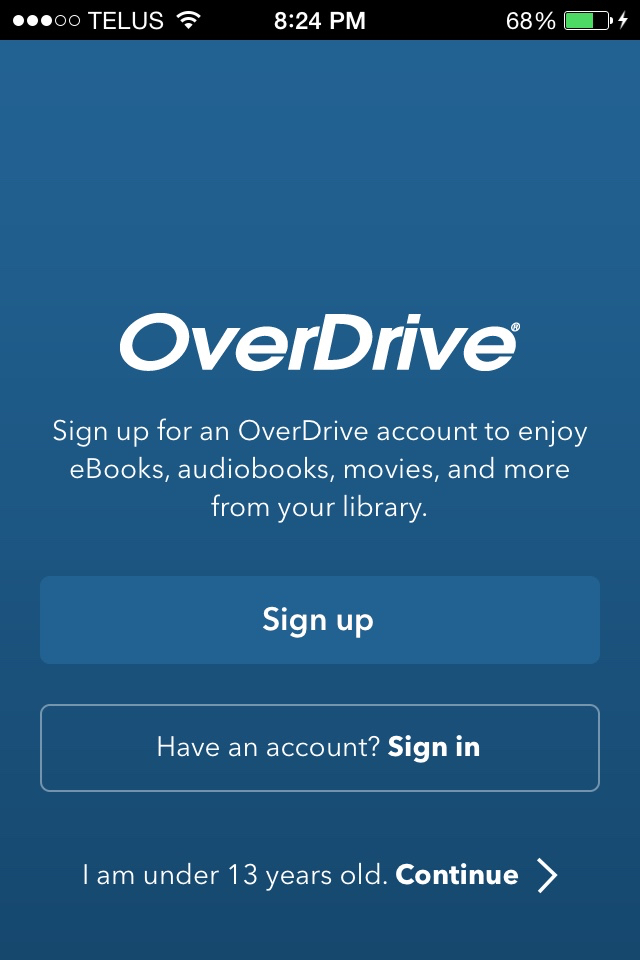 TELUS 8:24 PM 68%
OverDrive®
Sign up for an OverDrive account to enjoy
eBooks, audiobooks, movies, and more
from your library.
Sign up
Have an account? Sign in
I am under 13 years old. Continue